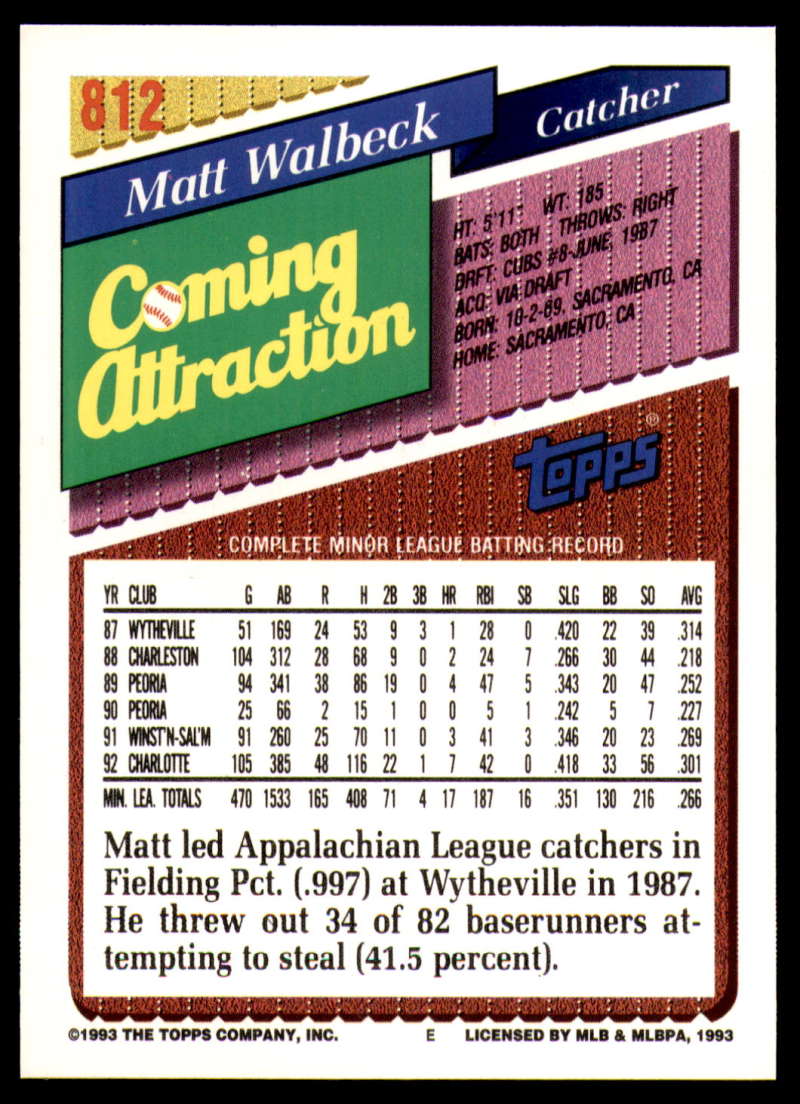 812
Matt Walbeck
Catcher
Coming
Attraction
HT: 5'11" WT: 185
BATS: BOTH THROWS: RIGHT
DRFT: CUBS #8-JUNE, 1987
ACQ: VIA DRAFT
BORN: 10-2-69, SACRAMENTO, CA
HOME: SACRAMENTO, CA
TOPPS®
COMPLETE MINOR LEAGUE BATTING RECORD
YR CLUB G AB R H 2B 3B HR RBI SB SLG BB SO AVG
87 WYTHEVILLE 51 169 24 53 9 3 1 28 0 .420 22 39 .314
88 CHARLESTON 104 312 28 68 9 0 2 24 7 .266 30 44 .218
89 PEORIA 94 341 38 86 19 0 4 47 5 .343 20 47 .252
90 PEORIA 25 66 2 15 1 0 0 5 1 .242 5 7 .227
91 WINST'N-SAL'M 91 260 25 70 11 0 3 41 3 .346 20 23 .269
92 CHARLOTTE 105 385 48 116 22 1 7 42 0 .418 33 56 .301
MIN. LEA. TOTALS 470 1533 165 408 71 4 17 187 16 .351 130 216 .266
Matt led Appalachian League catchers in
Fielding Pct. (.997) at Wytheville in 1987.
He threw out 34 of 82 baserunners at-
tempting to steal (41.5 percent).
©1993 THE TOPPS COMPANY, INC. E LICENSED BY MLB & MLBPA, 1993